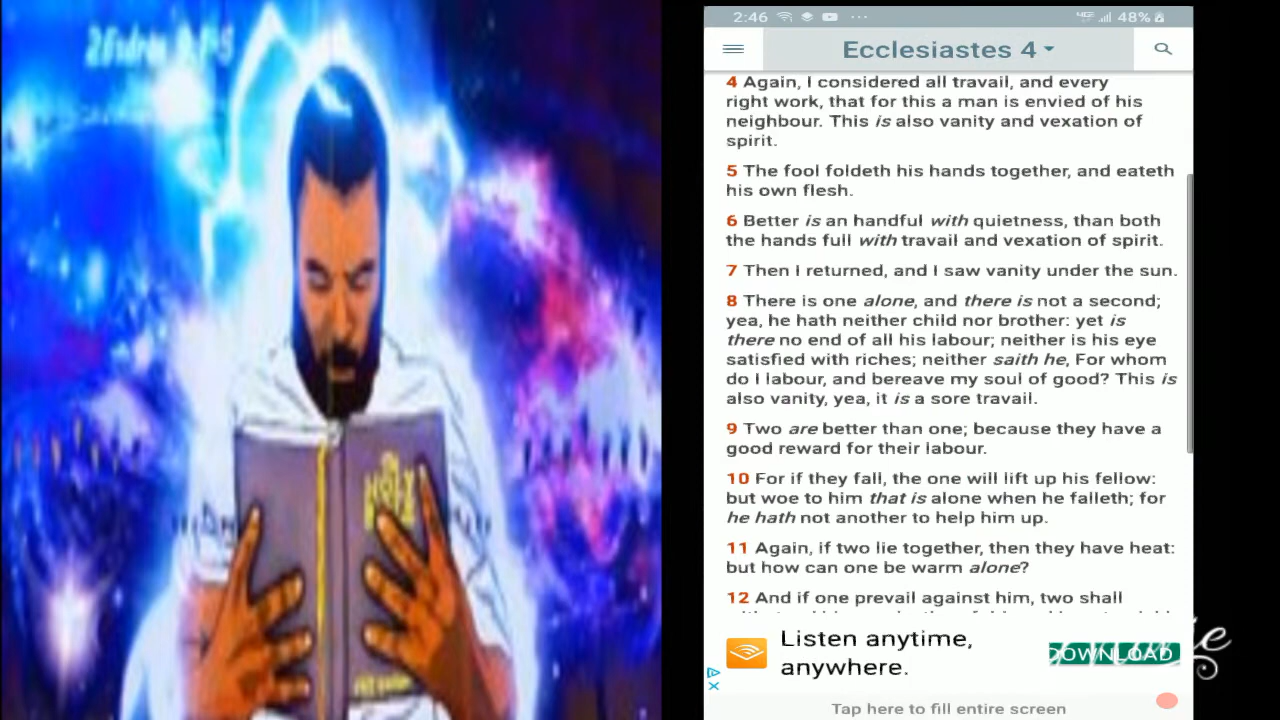 HOLY
2:46 48%
Ecclesiastes 4
4 Again, I considered all travail, and every
right work, that for this a man is envied of his
neighbour. This is also vanity and vexation of
spirit.
5 The fool foldeth his hands together, and eateth
his own flesh.
6 Better is an handful with quietness, than both
the hands full with travail and vexation of spirit.
7 Then I returned, and I saw vanity under the sun.
8 There is one alone, and there is not a second;
yea, he hath neither child nor brother: yet is
there no end of all his labour; neither is his eye
satisfied with riches; neither saith he, For whom
do I labour, and bereave my soul of good? This is
also vanity, yea, it is a sore travail.
9 Two are better than one; because they have a
good reward for their labour.
10 For if they fall, the one will lift up his fellow:
but woe to him that is alone when he falleth; for
he hath not another to help him up.
11 Again, if two lie together, then they have heat:
but how can one be warm alone?
12 And if one prevail against him, two shall
Listen anytime,
anywhere.
DOWNLOAD
Tap here to fill entire screen